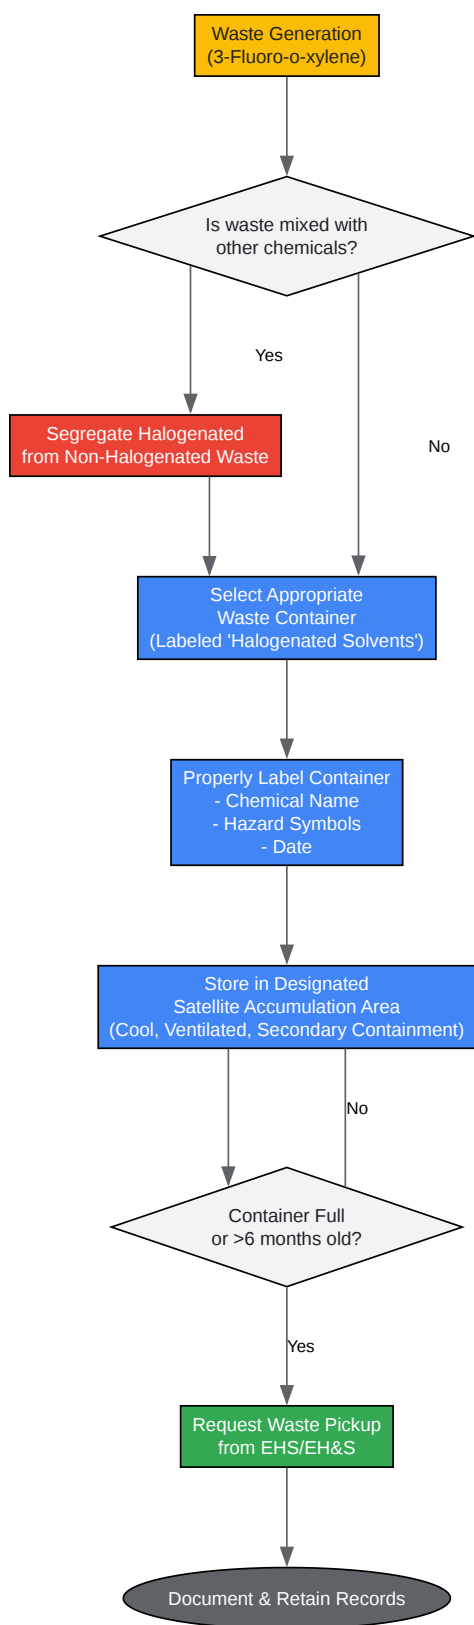 Waste Generation
(3-Fluoro-o-xylene)
Is waste mixed with
other chemicals?
Yes
Segregate Halogenated
from Non-Halogenated Waste
No
Select Appropriate
Waste Container
(Labeled 'Halogenated Solvents')
Properly Label Container
- Chemical Name
- Hazard Symbols
- Date
Store in Designated
Satellite Accumulation Area
(Cool, Ventilated, Secondary Containment)
No
Container Full
or >6 months old?
Yes
Request Waste Pickup
from EHS/EH&S
Document & Retain Records